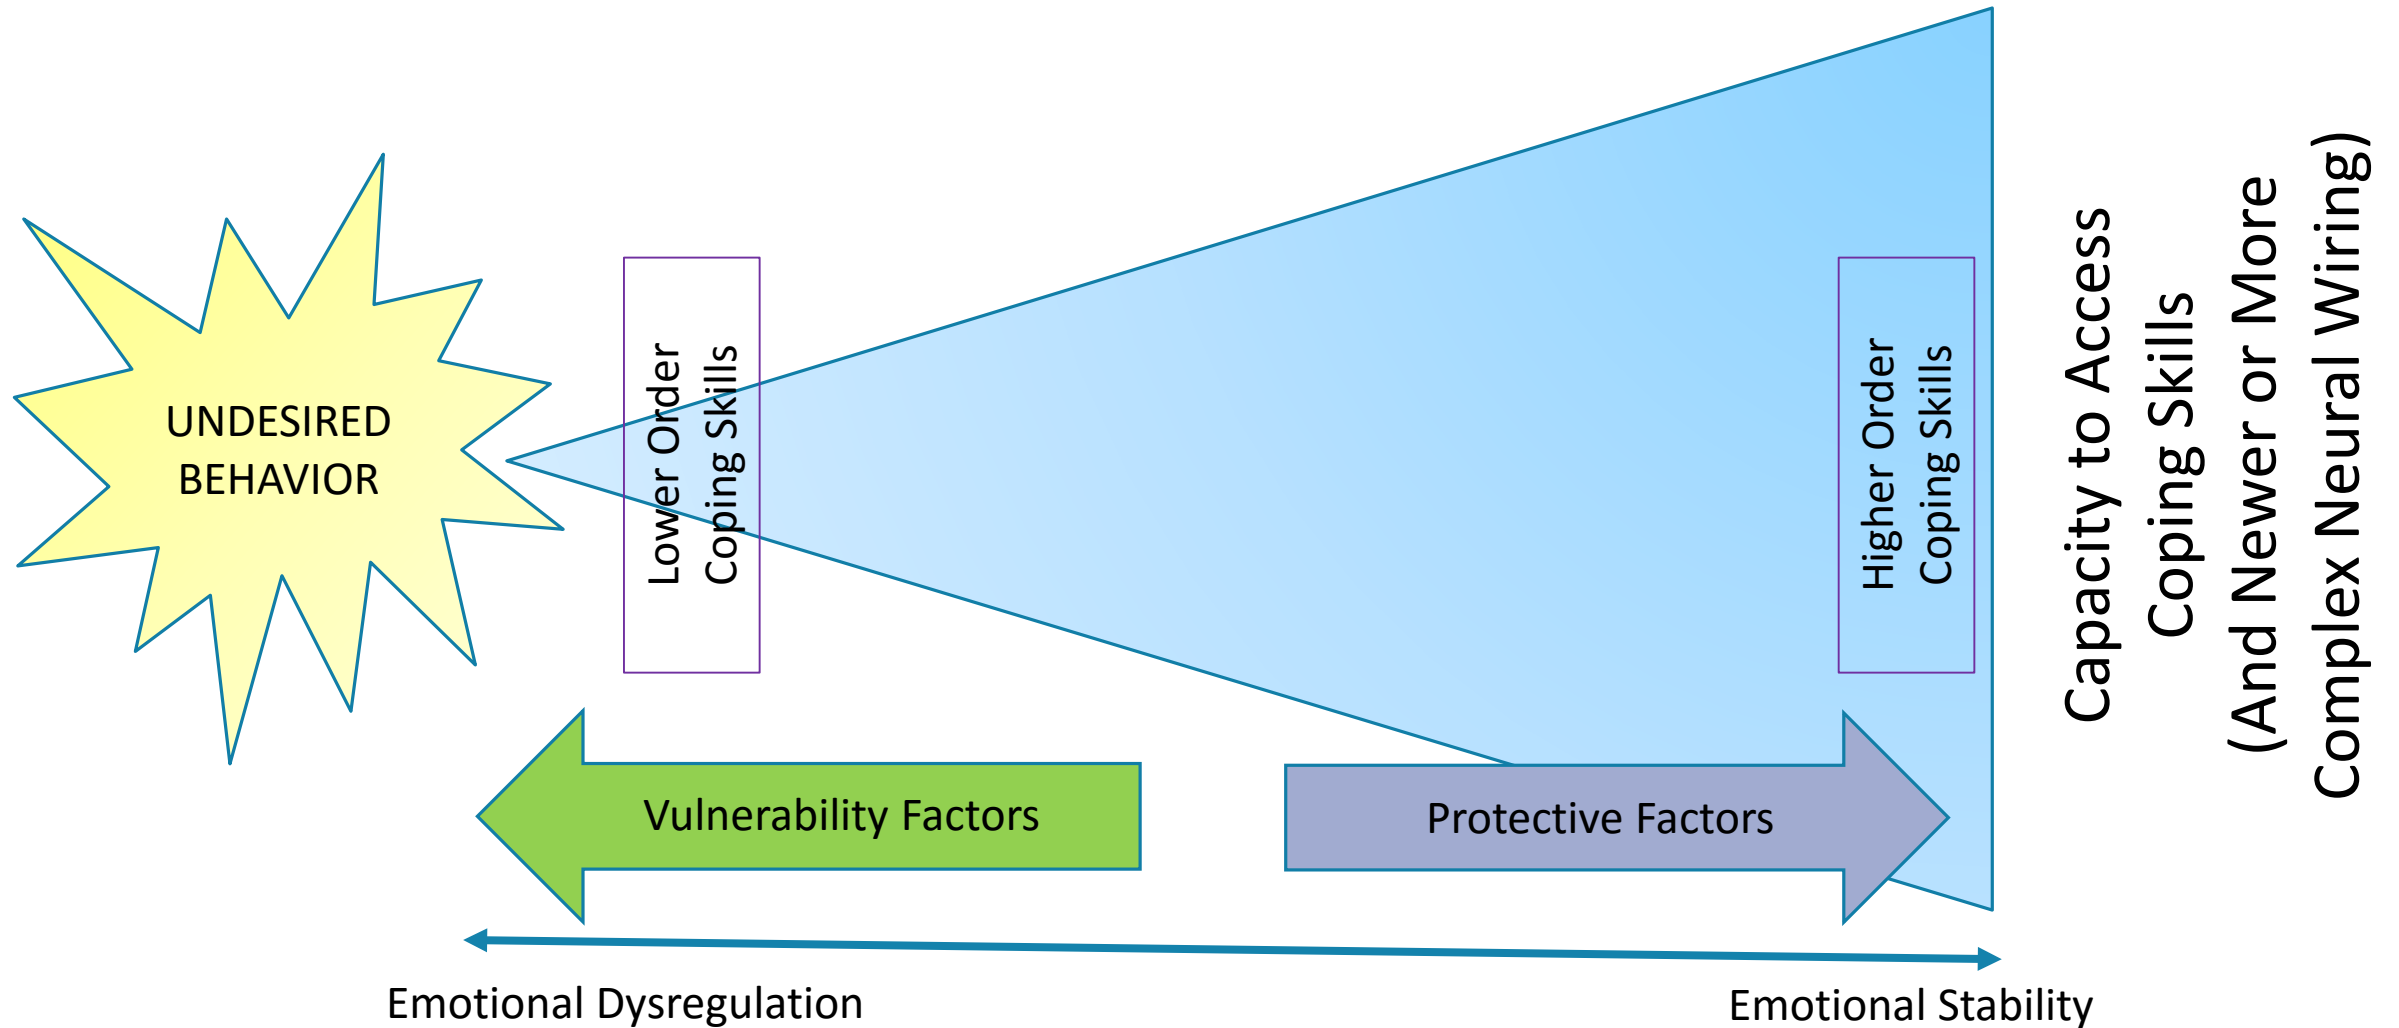 UNDESIRED
BEHAVIOR
Lower Order
Coping Skills
Higher Order
Coping Skills
Capacity to Access
Coping Skills
(And Newer or More
Complex Neural Wiring)
Vulnerability Factors
Protective Factors
Emotional Dysregulation
Emotional Stability